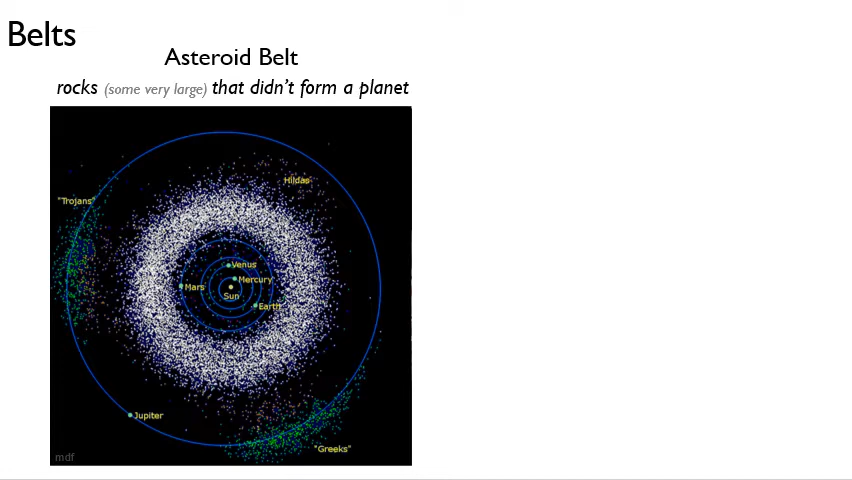 Belts
Asteroid Belt
rocks (some very large) that didn't form a planet
Hildas
"Trojans"
Venus
Mercury
Mars
Sun
Earth
Jupiter
"Greeks"
mdf